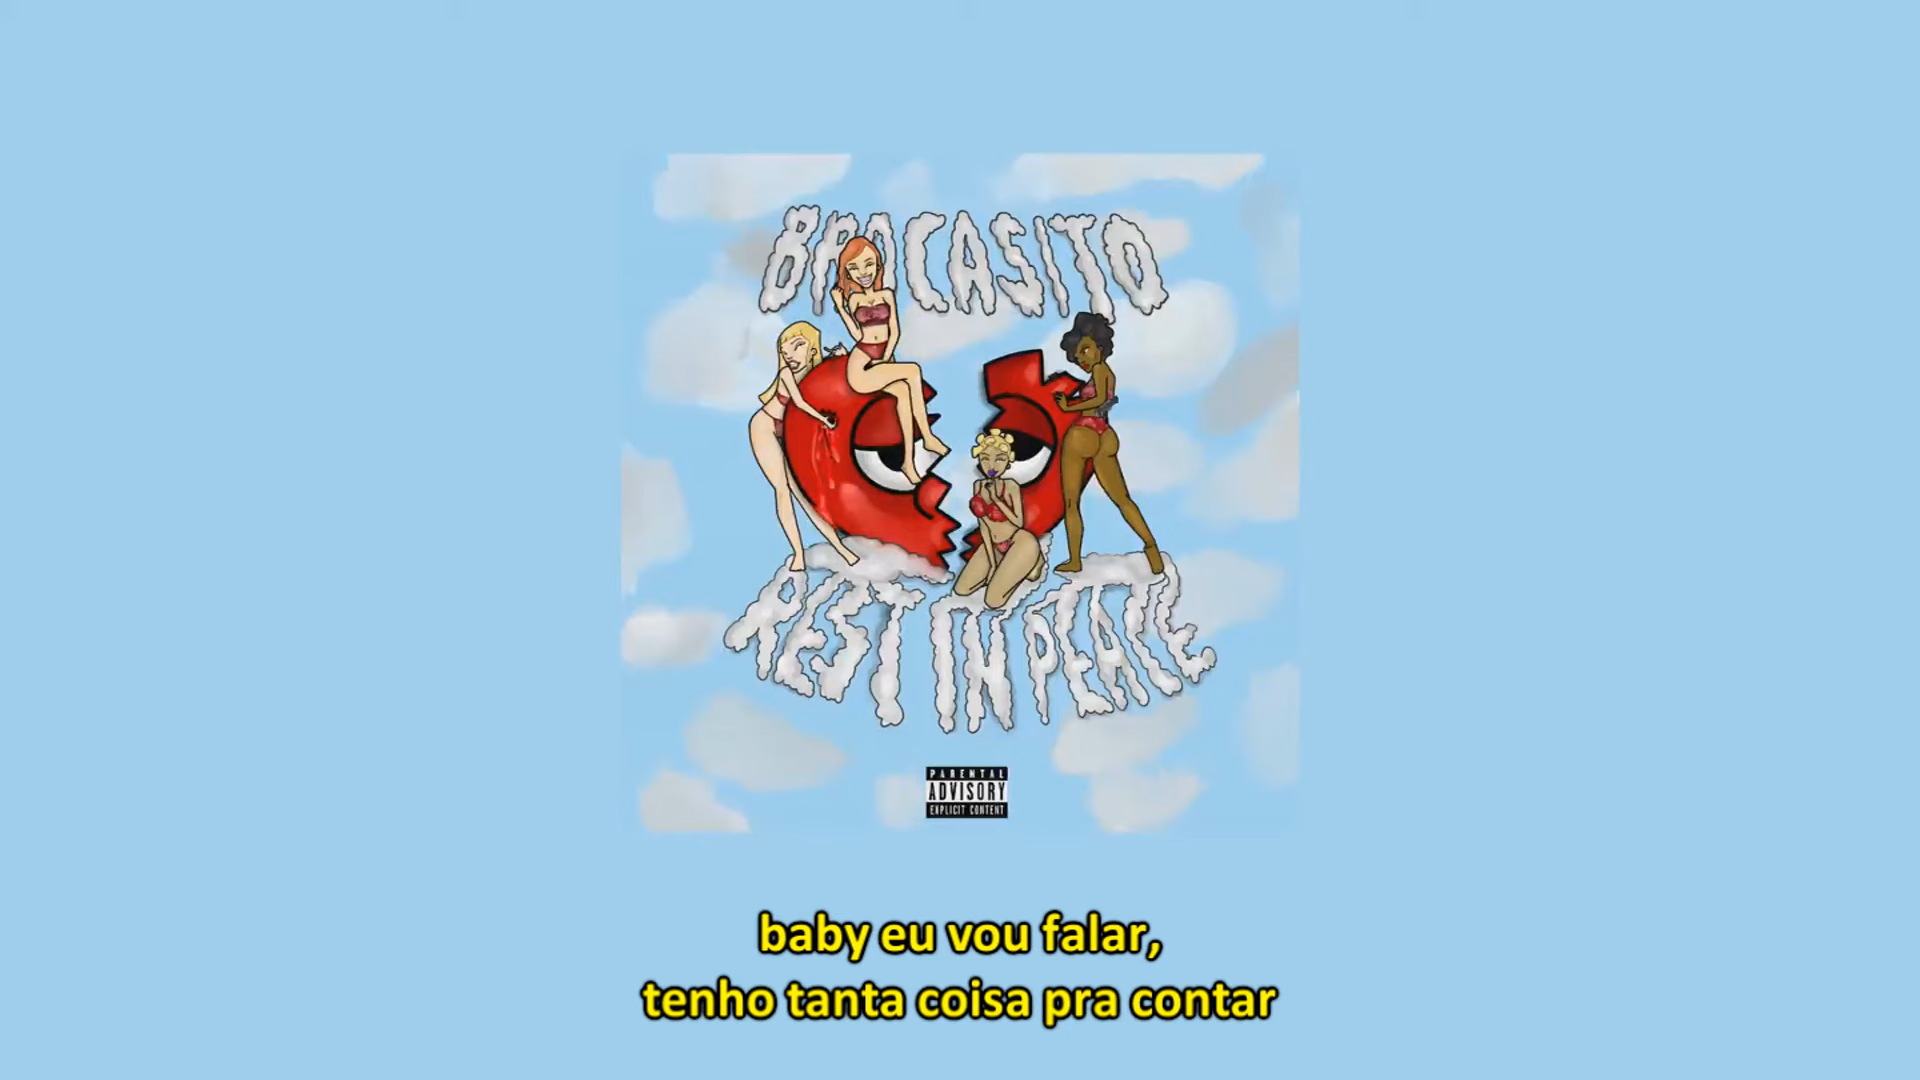 BROCASITO
REST IN PEACE
PARENTAL
ADVISORY
EXPLICIT CONTENT
baby eu vou falar,
tenho tanta coisa pra contar